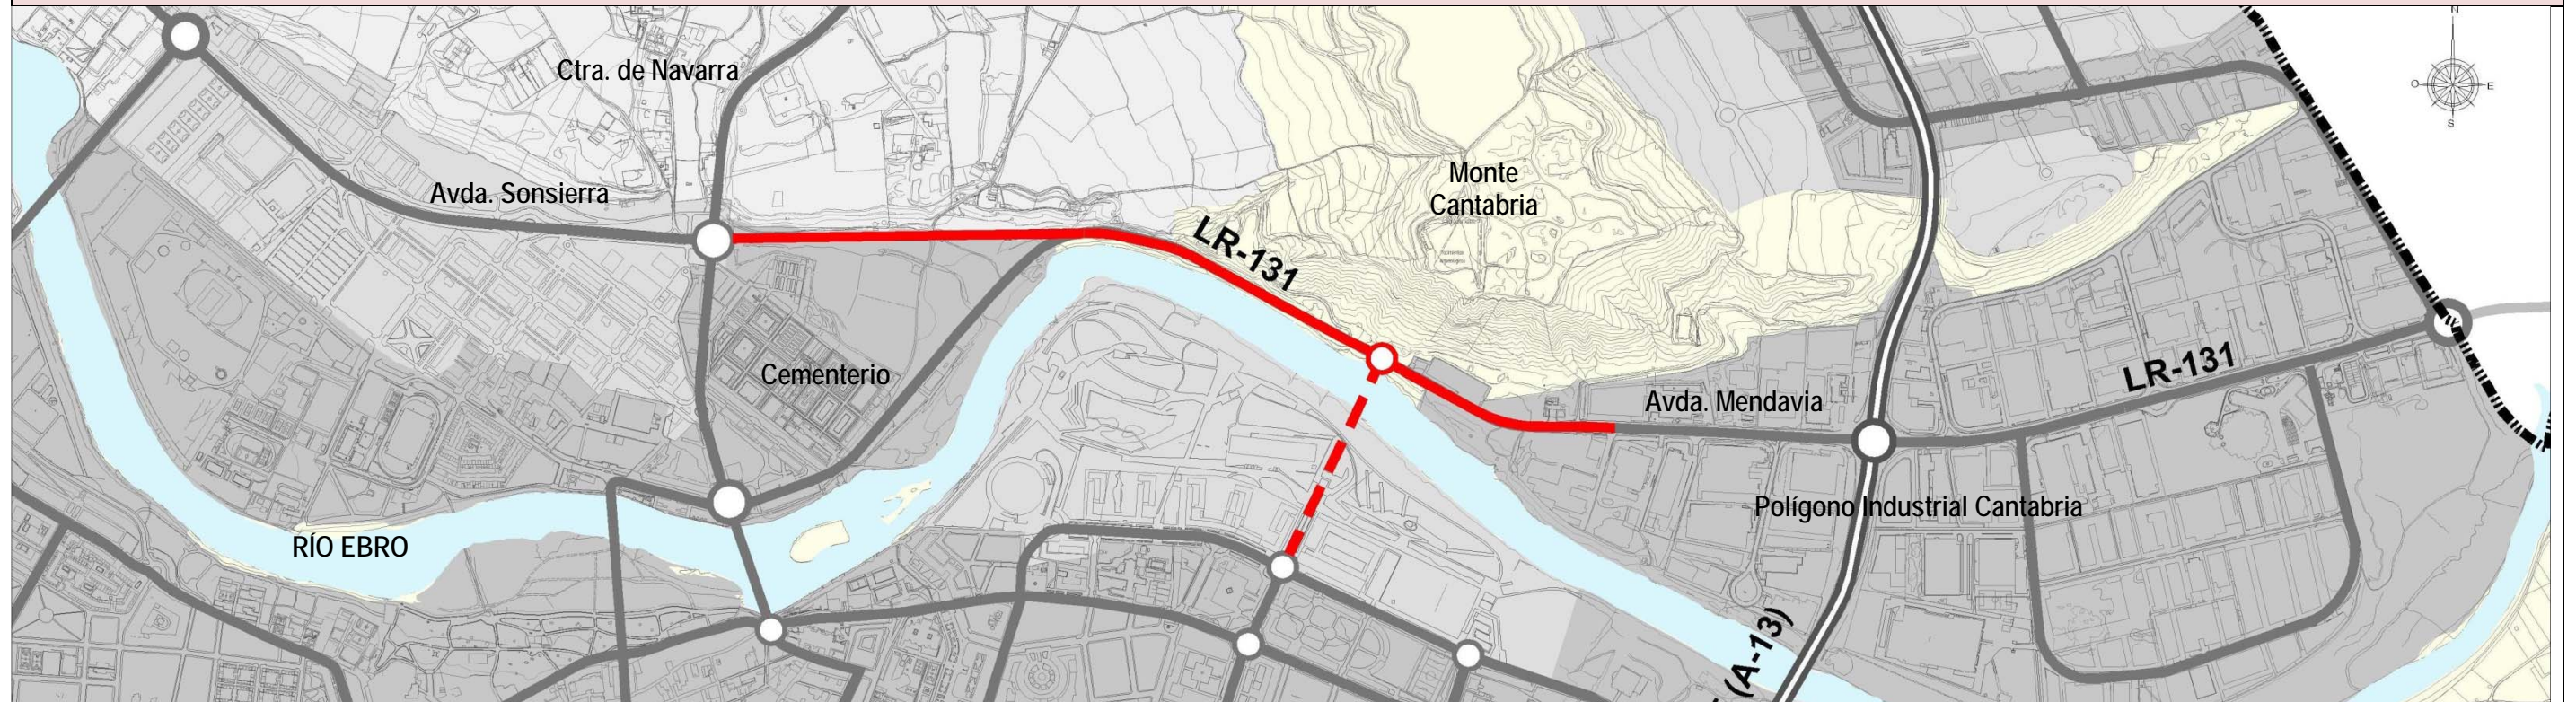 N
O
E
S
Ctra. de Navarra
Avda. Sonsierra
Monte
Cantabria
LR-131
Cementerio
Avda. Mendavia
LR-131
Polígono Industrial Cantabria
RÍO EBRO
(A-13)